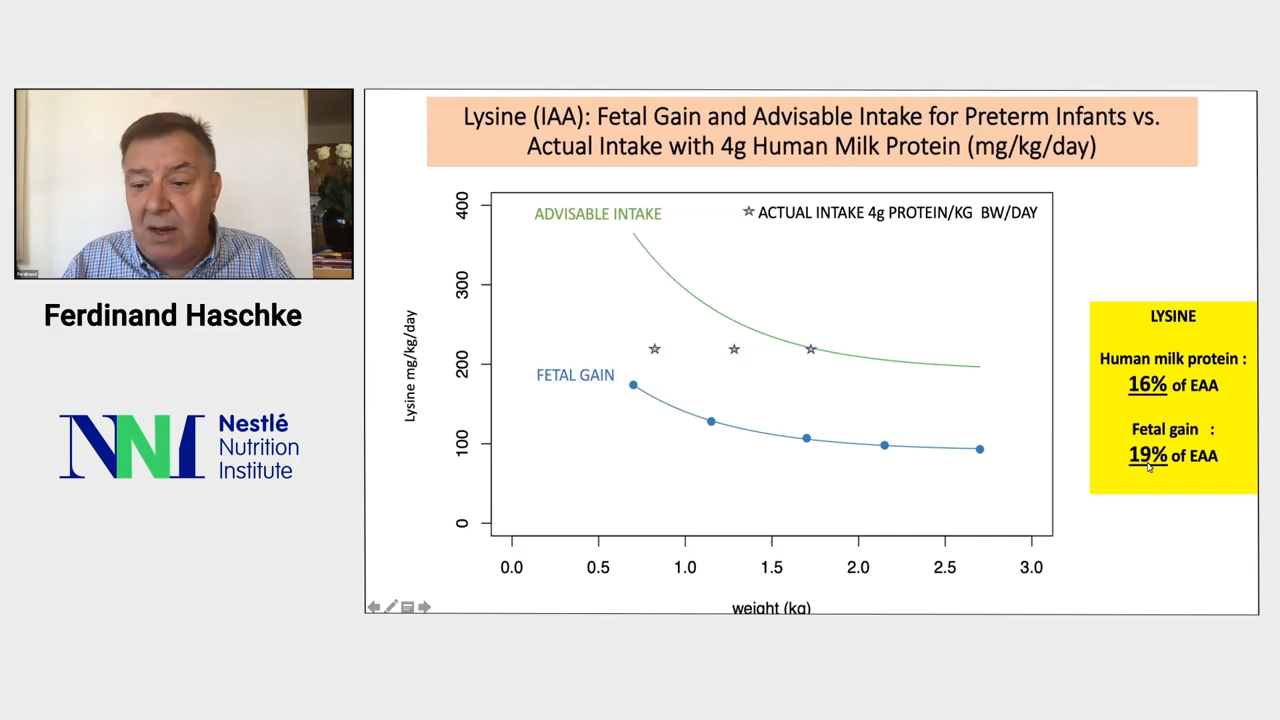 Lysine (IAA): Fetal Gain and Advisable Intake for Preterm Infants vs.
Actual Intake with 4g Human Milk Protein (mg/kg/day)
Ferdinand
Ferdinand Haschke
NNI
Nestlé
Nutrition
Institute
ADVISABLE INTAKE
ACTUAL INTAKE 4g PROTEIN/KG BW/DAY
FETAL GAIN
Lysine mg/kg/day
400
300
200
100
0
0.0 0.5 1.0 1.5 2.0 2.5 3.0
weight (kg)
LYSINE
Human milk protein :
16% of EAA
Fetal gain :
19% of EAA